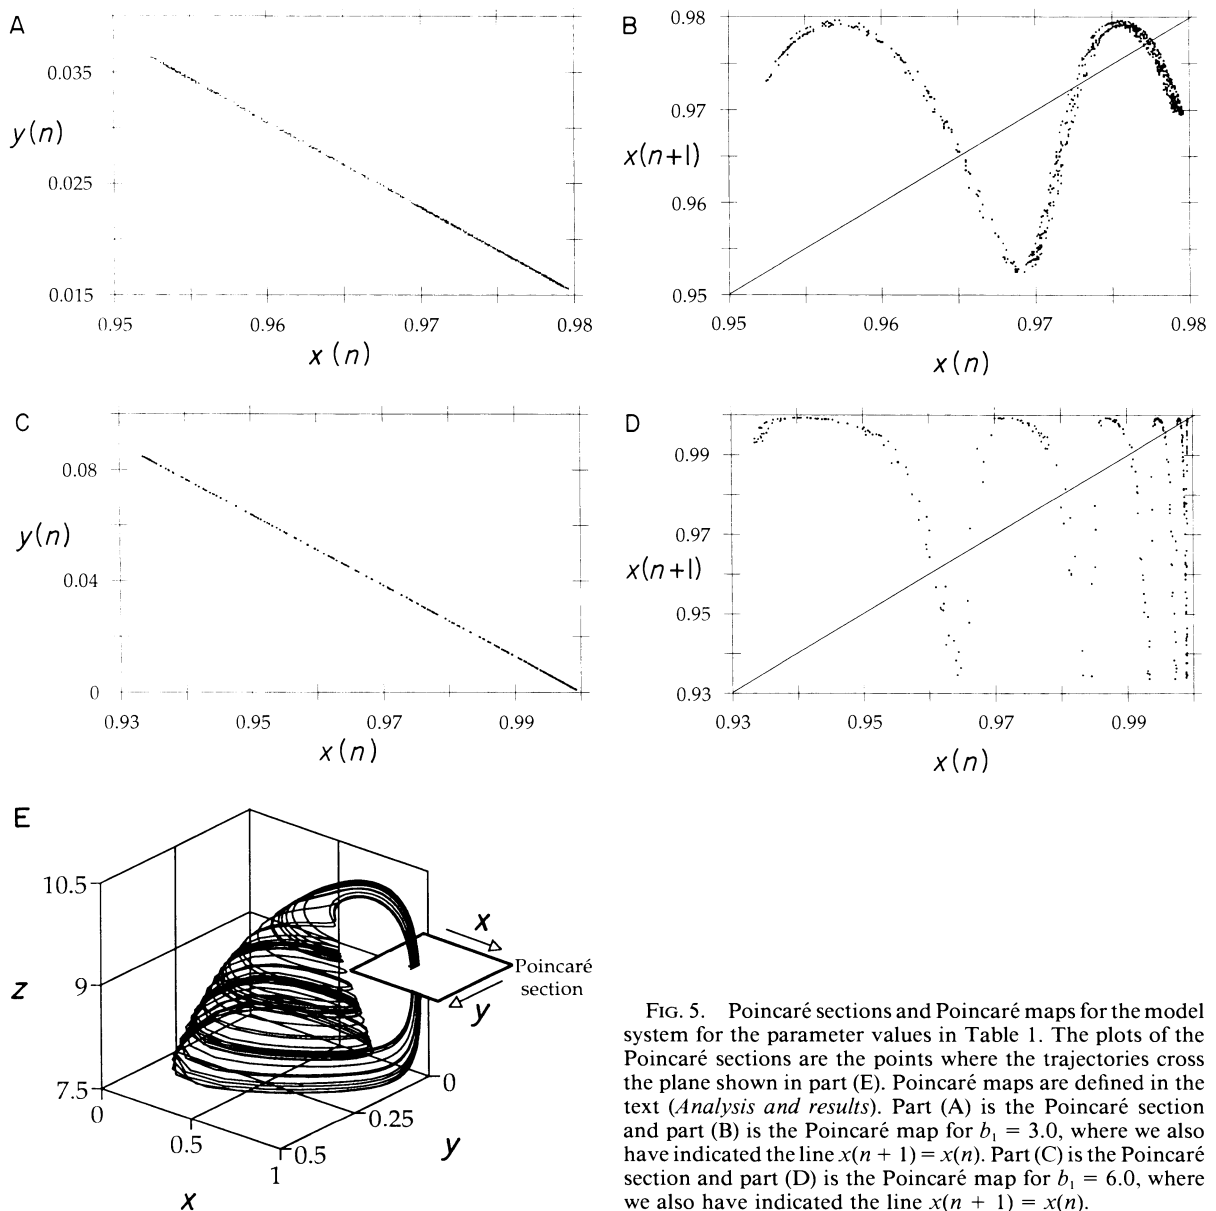 A
0.035
y(n)
0.025
0.015
0.95 0.96 0.97 0.98
x(n)
B
0.98
0.97
x(n+1)
0.96
0.95
0.95 0.96 0.97 0.98
x(n)
C
0.08
y(n)
0.04
0
0.93 0.95 0.97 0.99
x(n)
D
0.99
0.97
x(n+1)
0.95
0.93
0.93 0.95 0.97 0.99
x(n)
E
10.5
z 9
7.5
0
0.5
1
x
0.5
0.25
0
y
x
Poincaré
section
y
FIG. 5. Poincaré sections and Poincaré maps for the model
system for the parameter values in Table 1. The plots of the
Poincaré sections are the points where the trajectories cross
the plane shown in part (E). Poincaré maps are defined in the
text (Analysis and results). Part (A) is the Poincaré section
and part (B) is the Poincaré map for b₁ = 3.0, where we also
have indicated the line x(n + 1) = x(n). Part (C) is the Poincaré
section and part (D) is the Poincaré map for b₁ = 6.0, where
we also have indicated the line x(n + 1) = x(n).